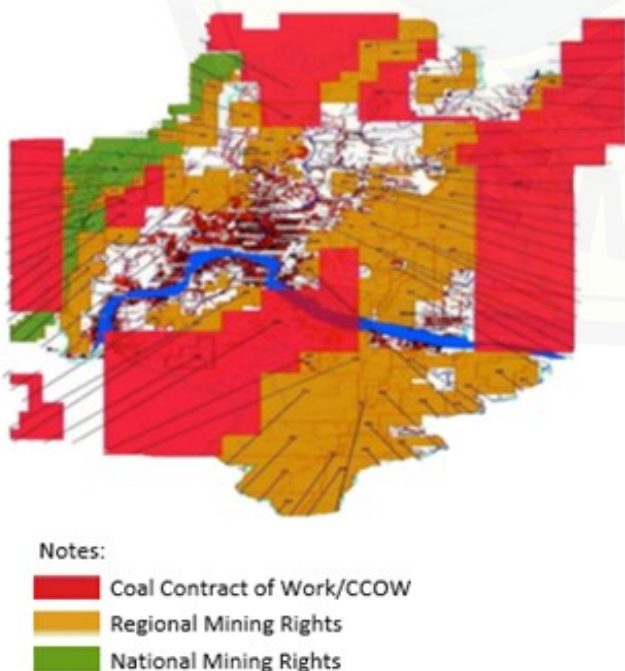 Notes:
Coal Contract of Work/CCOW
Regional Mining Rights
National Mining Rights